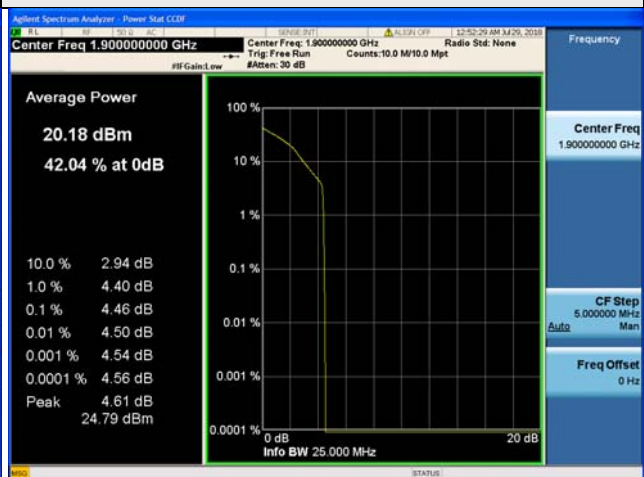 Agilent Spectrum Analyzer - Power Stat CCDF
RL RF 50 Ω AC SENSE:INT ALIGN OFF 12:52:29 AM Jul 29, 2018
Center Freq 1.900000000 GHz
Center Freq: 1.900000000 GHz Radio Std: None
Trig: Free Run Counts:10.0 M/10.0 Mpt
#IFGain:Low #Atten: 30 dB
Frequency
Average Power
20.18 dBm
42.04 % at 0dB
10.0 % 2.94 dB
1.0 % 4.40 dB
0.1 % 4.46 dB
0.01 % 4.50 dB
0.001 % 4.54 dB
0.0001 % 4.56 dB
Peak 4.61 dB
24.79 dBm
100 %
10 %
1 %
0.1 %
0.01 %
0.001 %
0.0001 %
0 dB 20 dB
Info BW 25.000 MHz
Center Freq
1.900000000 GHz
CF Step
5.000000 MHz
Auto Man
Freq Offset
0 Hz
MSG STATUS